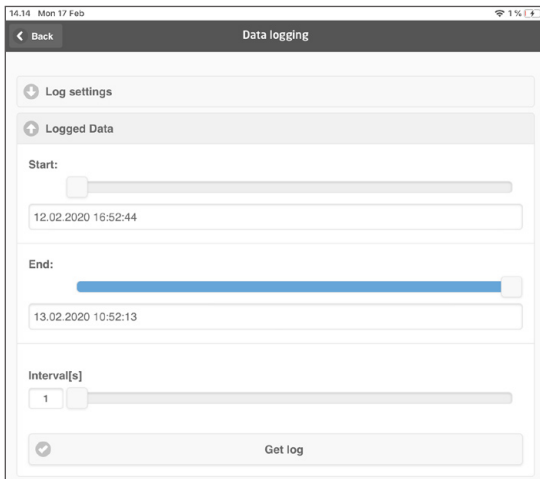 14.14 Mon 17 Feb 1 %
Back Data logging
Log settings
Logged Data
Start:
12.02.2020 16:52:44
End:
13.02.2020 10:52:13
Interval[s]
1
Get log